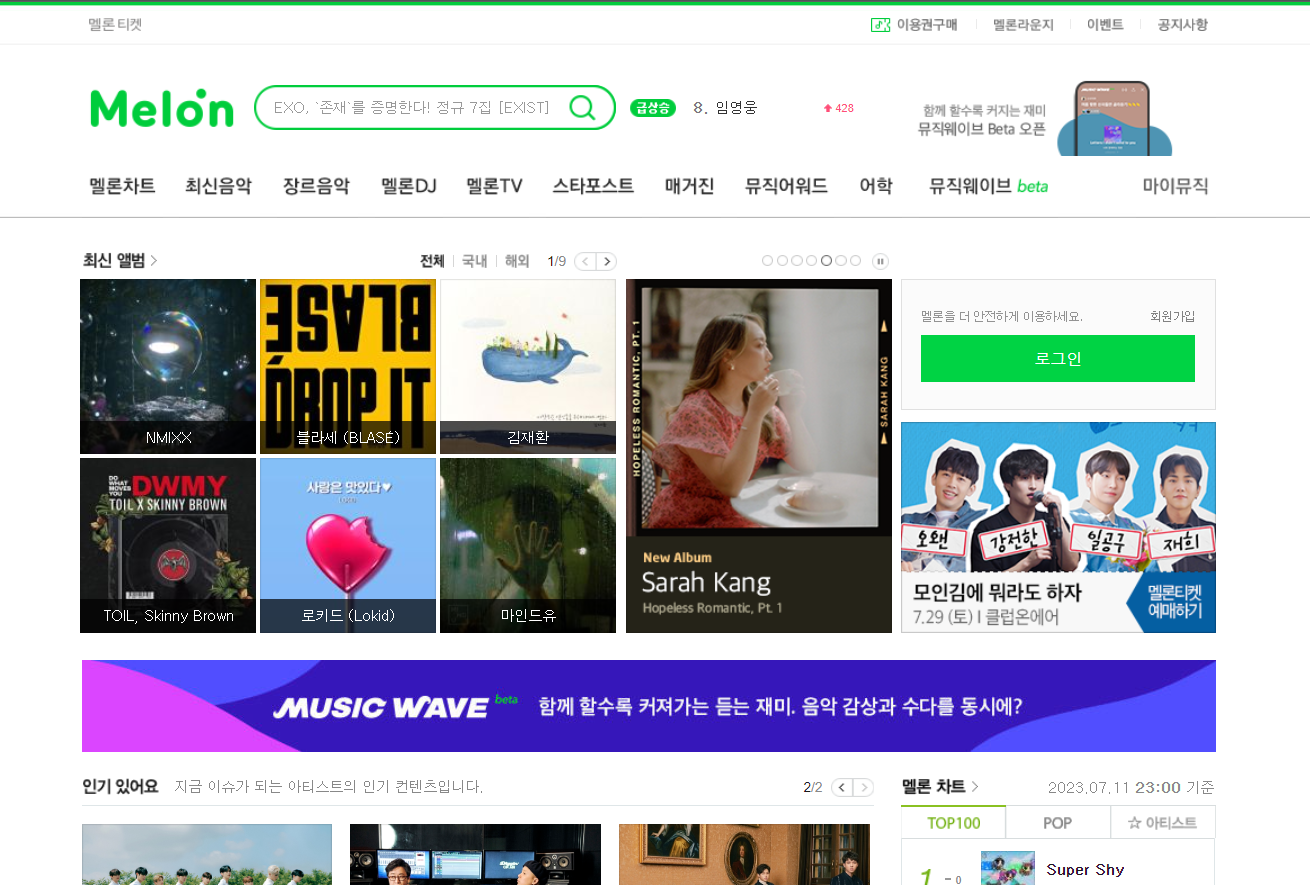 멜론 티켓
이용권구매
멜론라운지
이벤트
공지사항
Melon
EXO, `존재`를 증명한다! 정규 7집 [EXIST]
급상승
8. 임영웅
428
함께 할수록 커지는 재미
뮤직웨이브 Beta 오픈
멜론차트
최신음악
장르음악
멜론DJ
멜론TV
스타포스트
매거진
뮤직어워드
어학
뮤직웨이브 beta
마이뮤직
최신 앨범
전체
국내
해외
1/9
NMIXX
BLASÉ
DROP IT
블라세 (BLASÉ)
김재환
DO WHAT MOVES YOU
DWMY
TOIL X SKINNY BROWN
TOIL, Skinny Brown
사랑은 맛있다♥
로키드 (Lokid)
마인드유
HOPELESS ROMANTIC, PT. 1
SARAH KANG
New Album
Sarah Kang
Hopeless Romantic, Pt. 1
멜론을 더 안전하게 이용하세요.
회원가입
로그인
오왠
강전한
일공구
재희
모인김에 뭐라도 하자
7.29 (토) l 클럽온에어
멜론티켓
예매하기
MUSIC WAVE beta
함께 할수록 커져가는 듣는 재미. 음악 감상과 수다를 동시에?
인기 있어요
지금 이슈가 되는 아티스트의 인기 컨텐츠입니다.
2/2
멜론 차트
2023.07.11 23:00 기준
TOP100
POP
☆ 아티스트
1
0
Super Shy